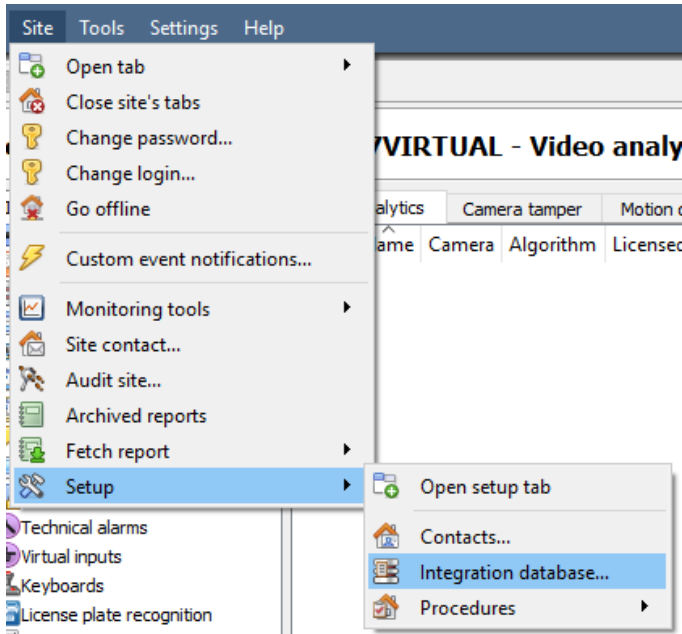 Site Tools Settings Help
Open tab
Close site's tabs
Change password...
7VIRTUAL - Video analy
Change login...
Go offline
alytics Camera tamper Motion
ame Camera Algorithm Licensed
Custom event notifications...
Monitoring tools
Site contact...
Audit site...
Archived reports
Fetch report
Setup
Open setup tab
Technical alarms
Contacts...
Virtual inputs
Integration database...
Keyboards
Procedures
License plate recognition